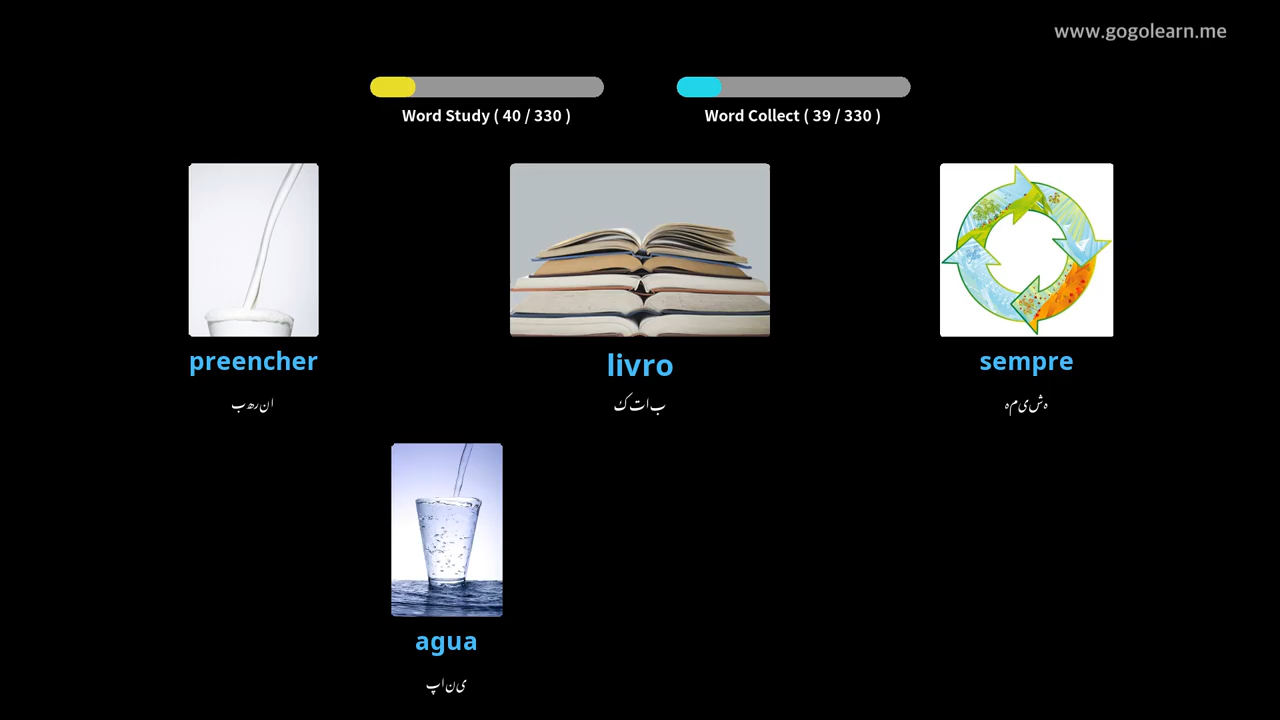 www.gogolearn.me
Word Study ( 40 / 330 )
Word Collect ( 39 / 330 )
preencher
بھرنا
livro
کتاب
sempre
ہمیشہ
agua
پانی